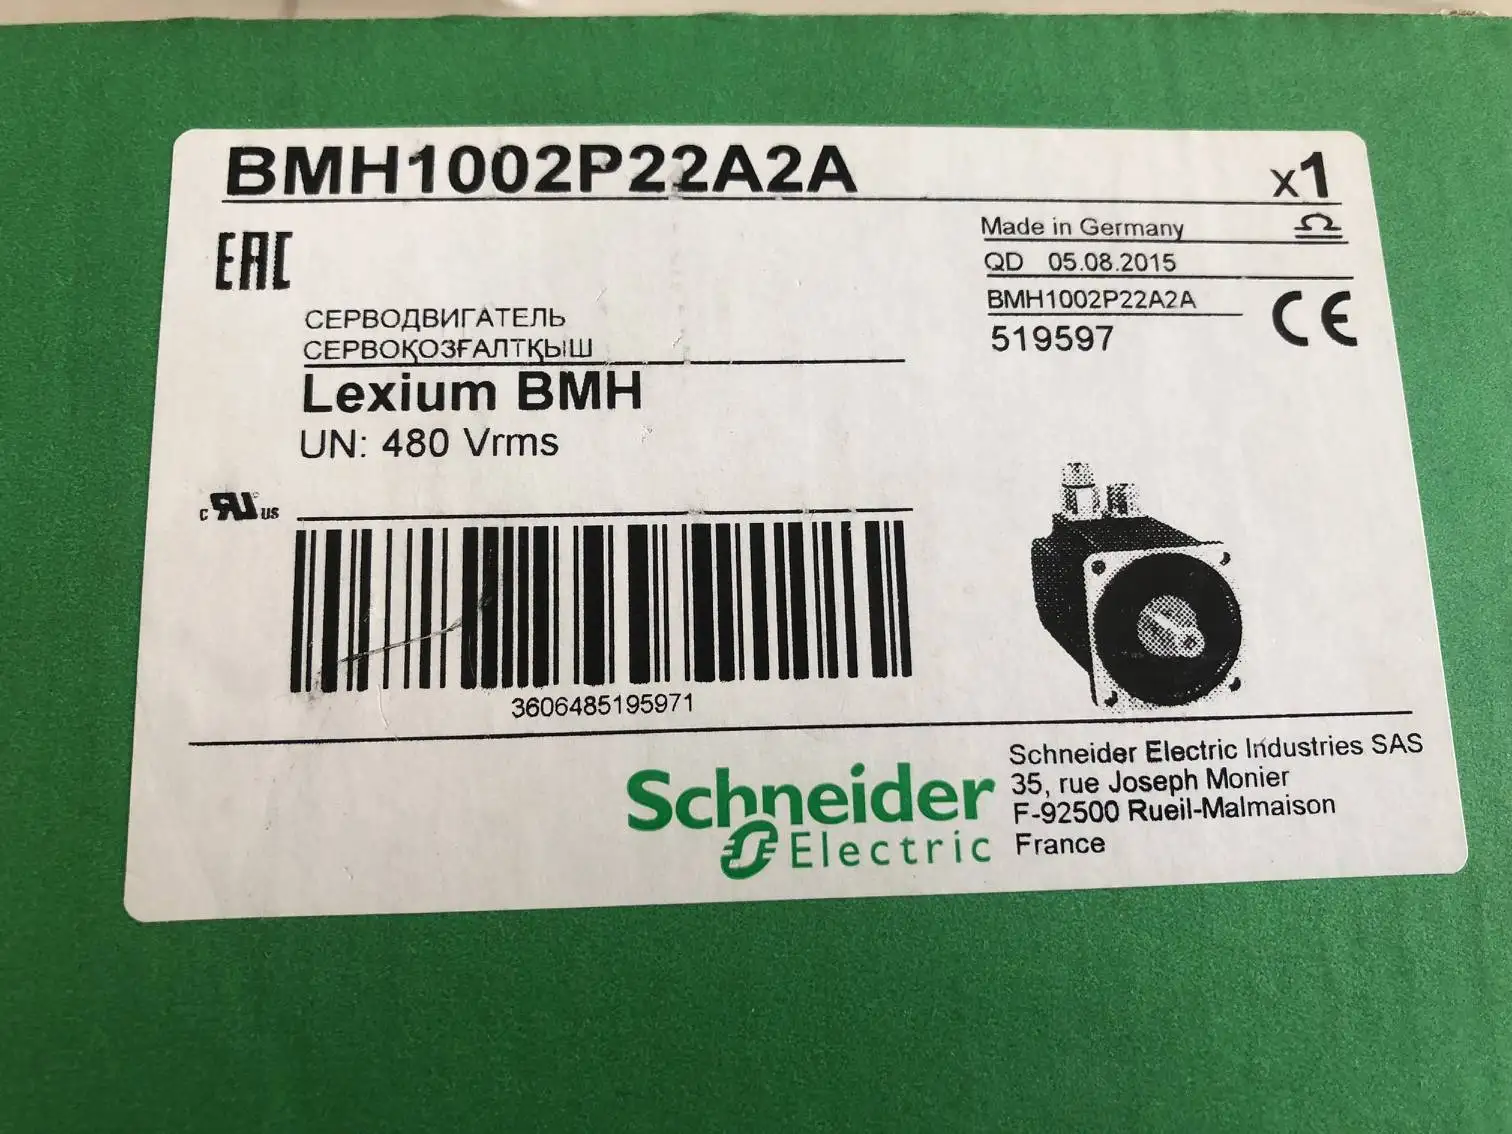 BMH1002P22A2A
x1
EAC
Made in Germany
QD 05.08.2015
BMH1002P22A2A
519597
CE
СЕРВОДВИГАТЕЛЬ
СЕРВОҚОЗҒАЛТҚЫШ
Lexium BMH
UN: 480 Vrms
c RU us
3606485195971
Schneider
Electric
Schneider Electric Industries SAS
35, rue Joseph Monier
F-92500 Rueil-Malmaison
France